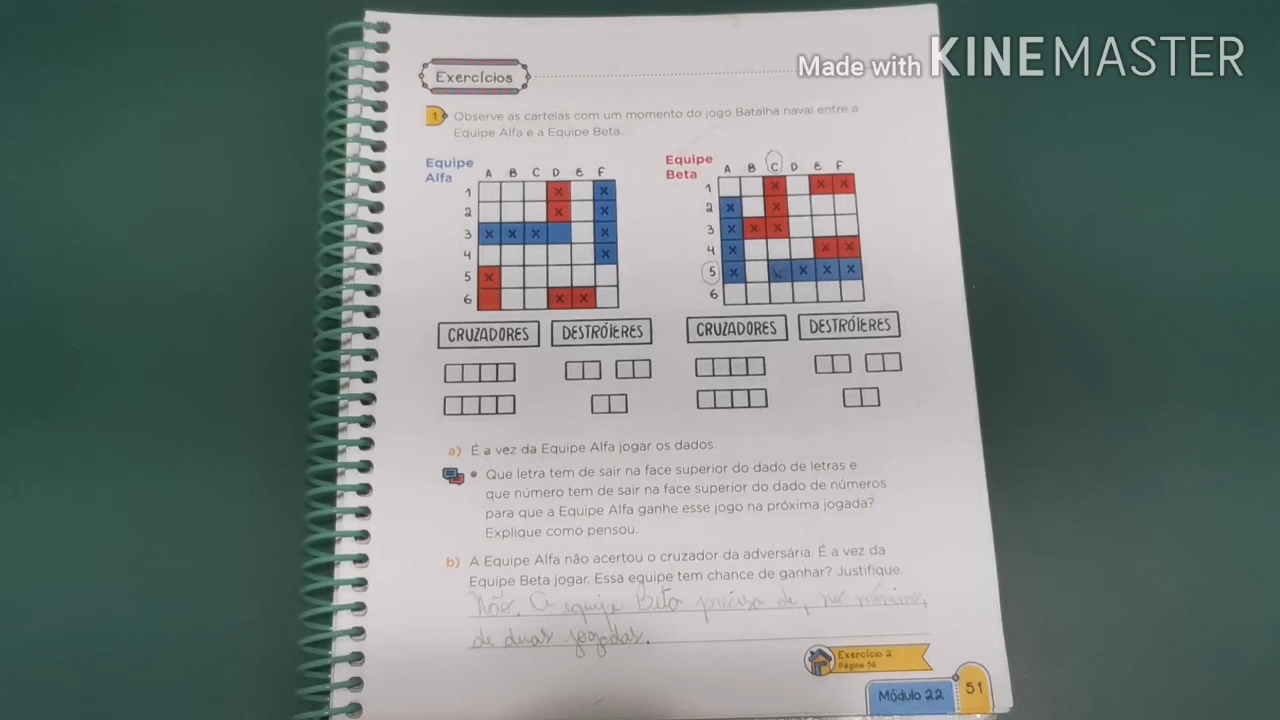 Made with KINEMASTER
Exercícios
1 Observe as cartelas com um momento do jogo Batalha naval entre a
Equipe Alfa e a Equipe Beta.
Equipe
Alfa
A B C D E F
1 X X
2 X X
3 X X X X
4 X
5 X
6 X X
CRUZADORES DESTRÓIERES
Equipe
Beta
A B C D E F
1 X X X
2 X X
3 X X X
4 X X X
5 X X X X X
6
CRUZADORES DESTRÓIERES
a) É a vez da Equipe Alfa jogar os dados.
• Que letra tem de sair na face superior do dado de letras e
que número tem de sair na face superior do dado de números
para que a Equipe Alfa ganhe esse jogo na próxima jogada?
Explique como pensou.
b) A Equipe Alfa não acertou o cruzador da adversária. É a vez da
Equipe Beta jogar. Essa equipe tem chance de ganhar? Justifique.
Não. A equipe Beta precisa de, no mínimo,
de duas jogadas.
Exercício 2
Página 56
Módulo 22
51